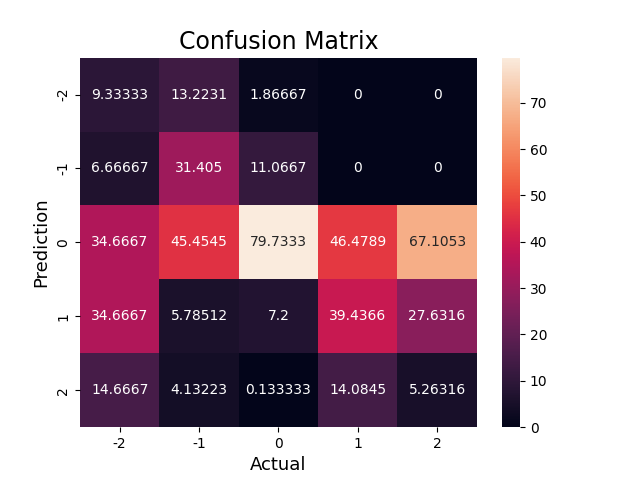 Confusion Matrix
-2 9.33333 13.2231 1.86667 0 0
-1 6.66667 31.405 11.0667 0 0
0 34.6667 45.4545 79.7333 46.4789 67.1053
1 34.6667 5.78512 7.2 39.4366 27.6316
2 14.6667 4.13223 0.133333 14.0845 5.26316
-2 -1 0 1 2
Prediction
Actual
70
60
50
40
30
20
10
0